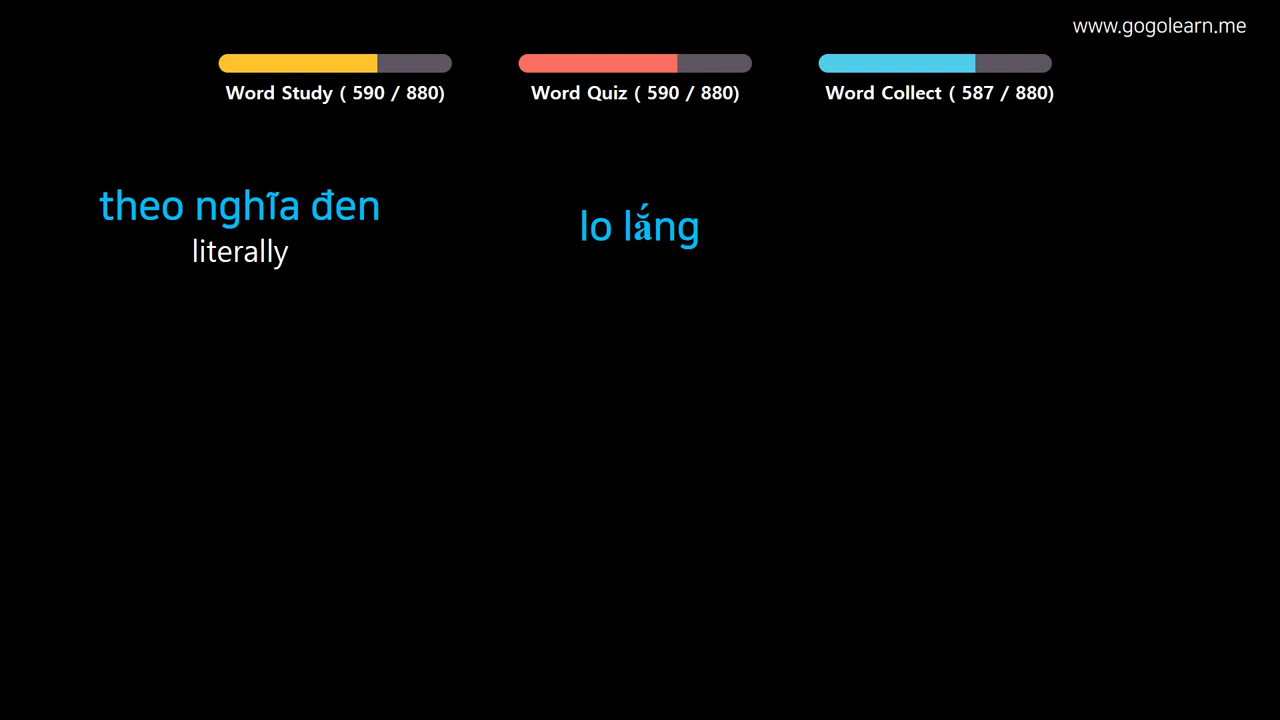 www.gogolearn.me
Word Study ( 590 / 880)
Word Quiz ( 590 / 880)
Word Collect ( 587 / 880)
theo nghĩa đen
literally
lo lắng